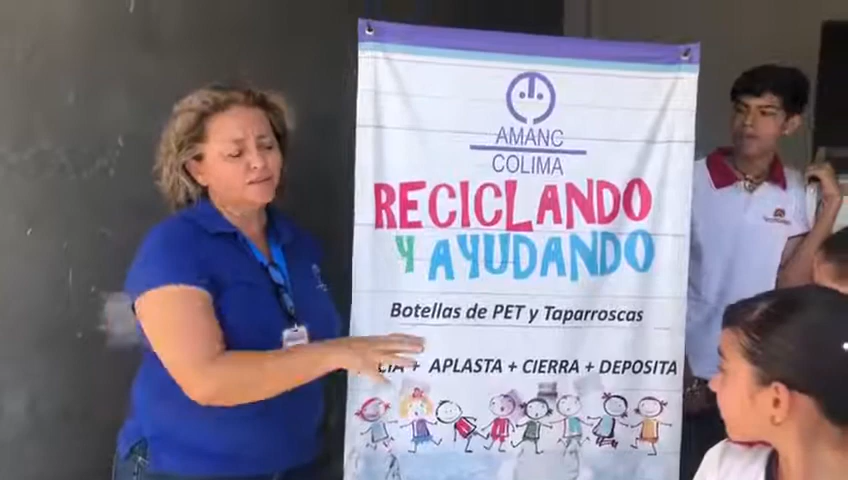 AMANC
COLIMA
RECICLANDO
Y AYUDANDO
Botellas de PET y Taparroscas
+ APLASTA + CIERRA + DEPOSITA